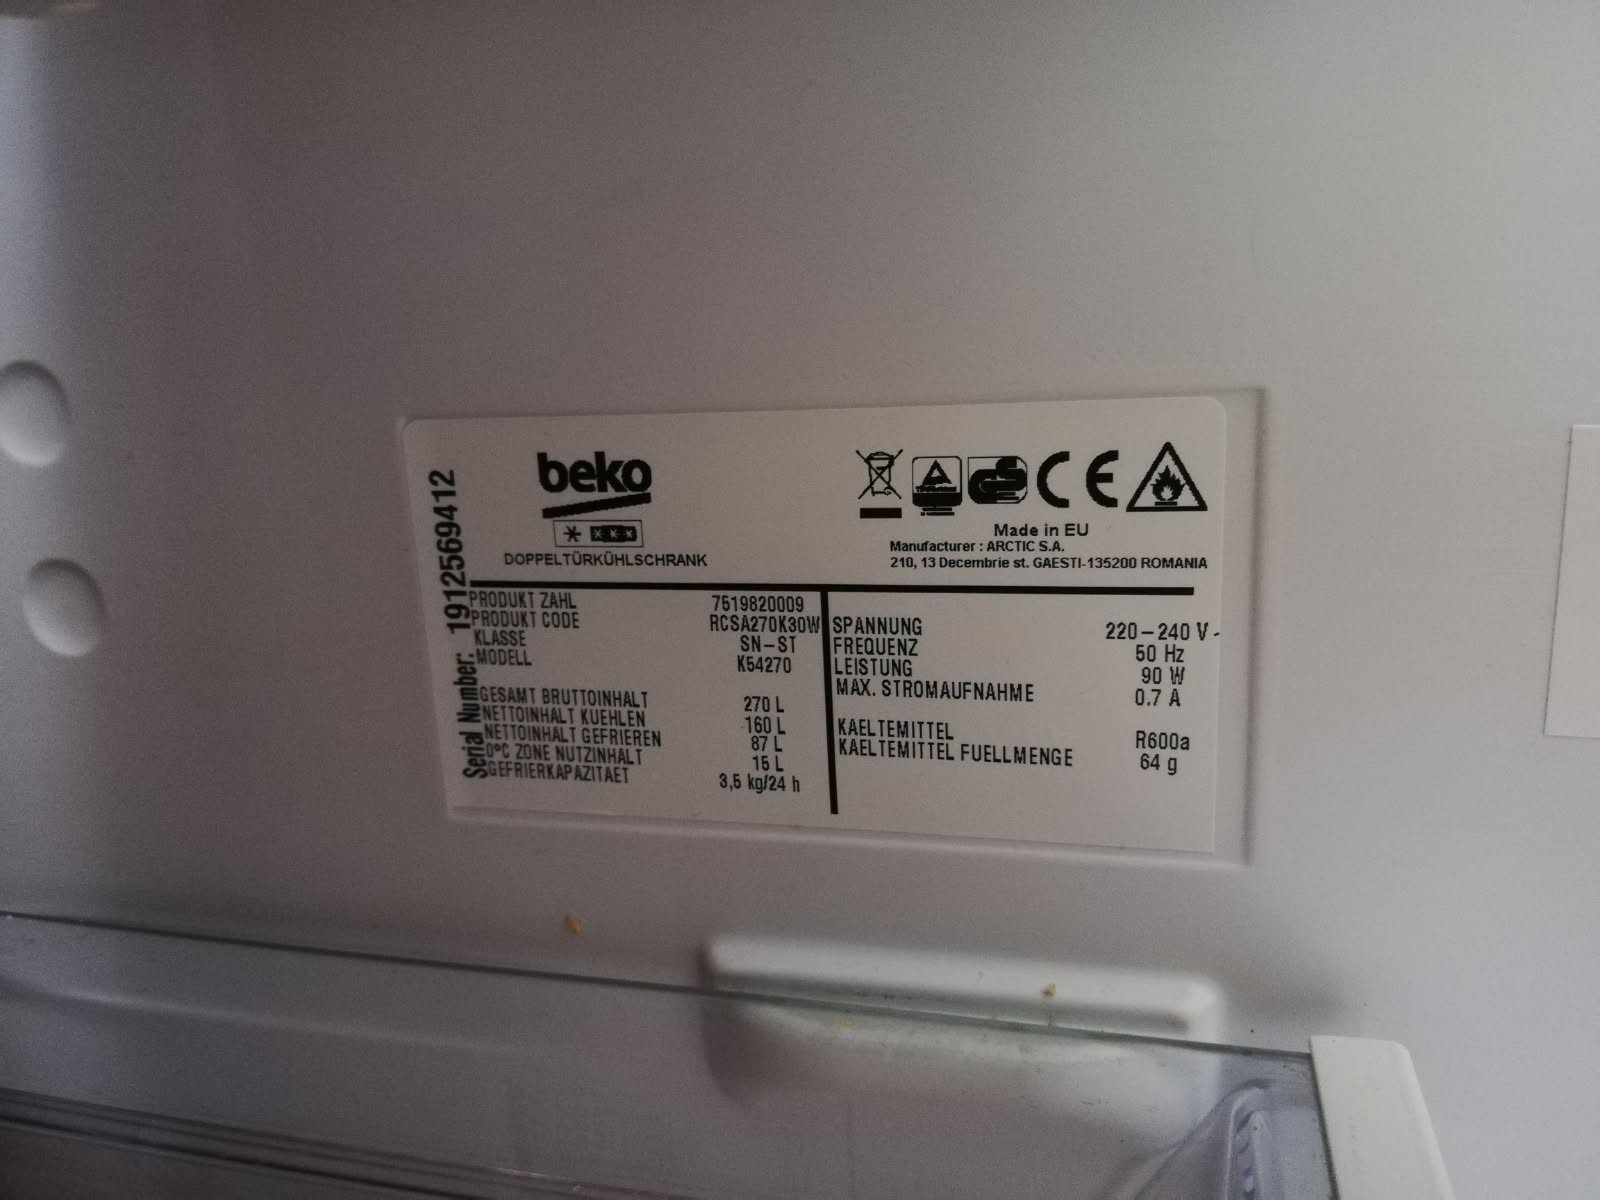 beko
DOPPELTÜRKÜHLSCHRANK
Made in EU
Manufacturer : ARCTIC S.A.
210, 13 Decembrie st. GAESTI-135200 ROMANIA
Serial Number: 1912569412
PRODUKT ZAHL 7519820009
PRODUKT CODE RCSA270K30W
KLASSE SN-ST
MODELL K54270
GESAMT BRUTTOINHALT 270 L
NETTOINHALT KUEHLEN 160 L
NETTOINHALT GEFRIEREN 87 L
0°C ZONE NUTZINHALT 15 L
GEFRIERKAPAZITAET 3,5 kg/24 h
SPANNUNG 220-240 V~
FREQUENZ 50 Hz
LEISTUNG 90 W
MAX. STROMAUFNAHME 0.7 A
KAELTEMITTEL R600a
KAELTEMITTEL FUELLMENGE 64 g